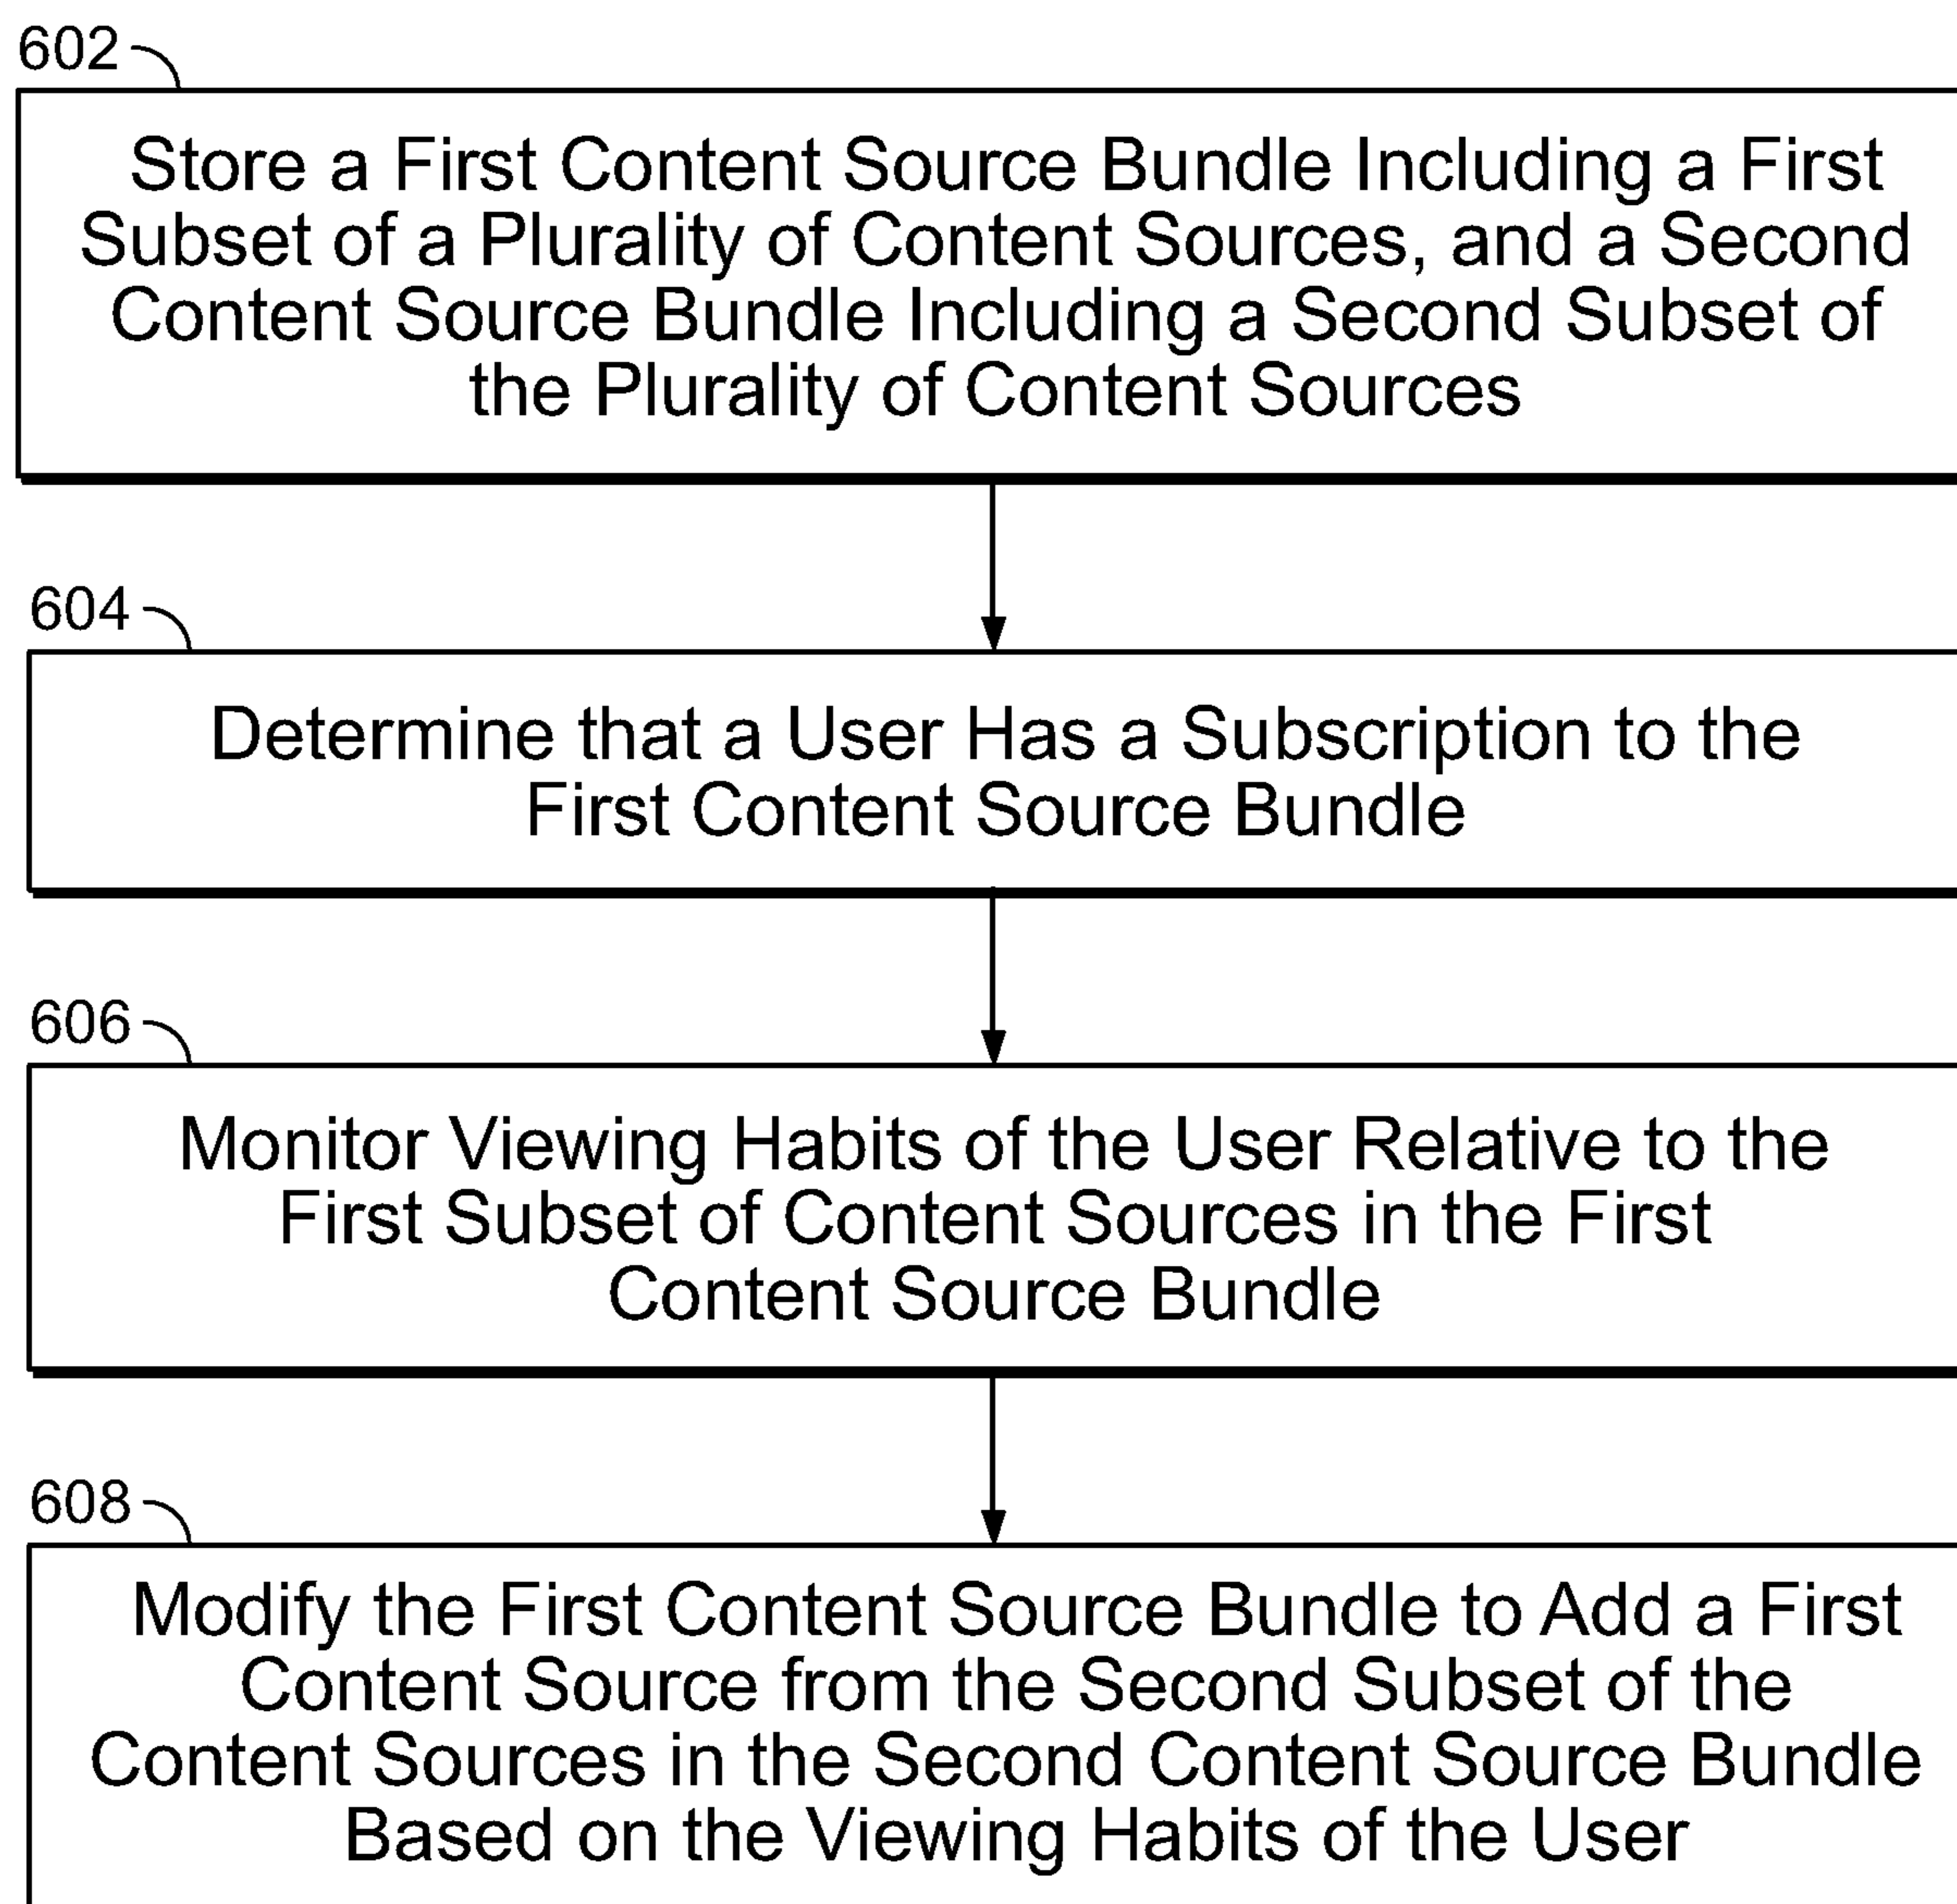 602
Store a First Content Source Bundle Including a First
Subset of a Plurality of Content Sources, and a Second
Content Source Bundle Including a Second Subset of
the Plurality of Content Sources
604
Determine that a User Has a Subscription to the
First Content Source Bundle
606
Monitor Viewing Habits of the User Relative to the
First Subset of Content Sources in the First
Content Source Bundle
608
Modify the First Content Source Bundle to Add a First
Content Source from the Second Subset of the
Content Sources in the Second Content Source Bundle
Based on the Viewing Habits of the User